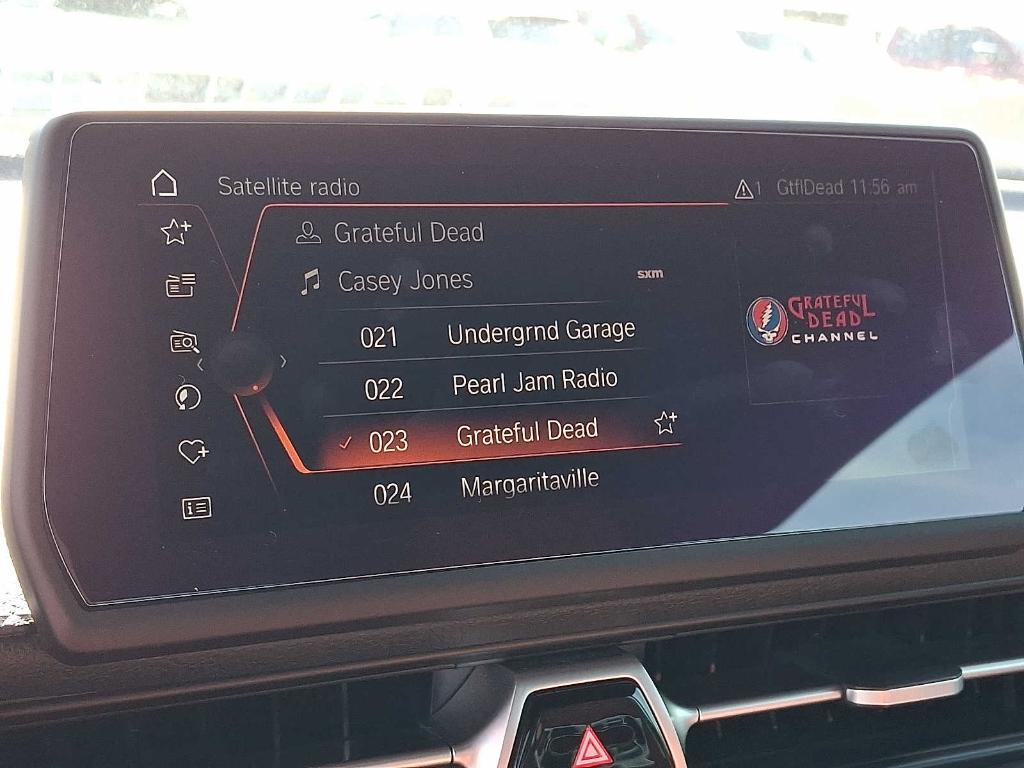 Satellite radio
1 GtflDead 11:56 am
Grateful Dead
Casey Jones
sxm
021 Undergrnd Garage
022 Pearl Jam Radio
023 Grateful Dead
024 Margaritaville
GRATEFUL
DEAD
CHANNEL